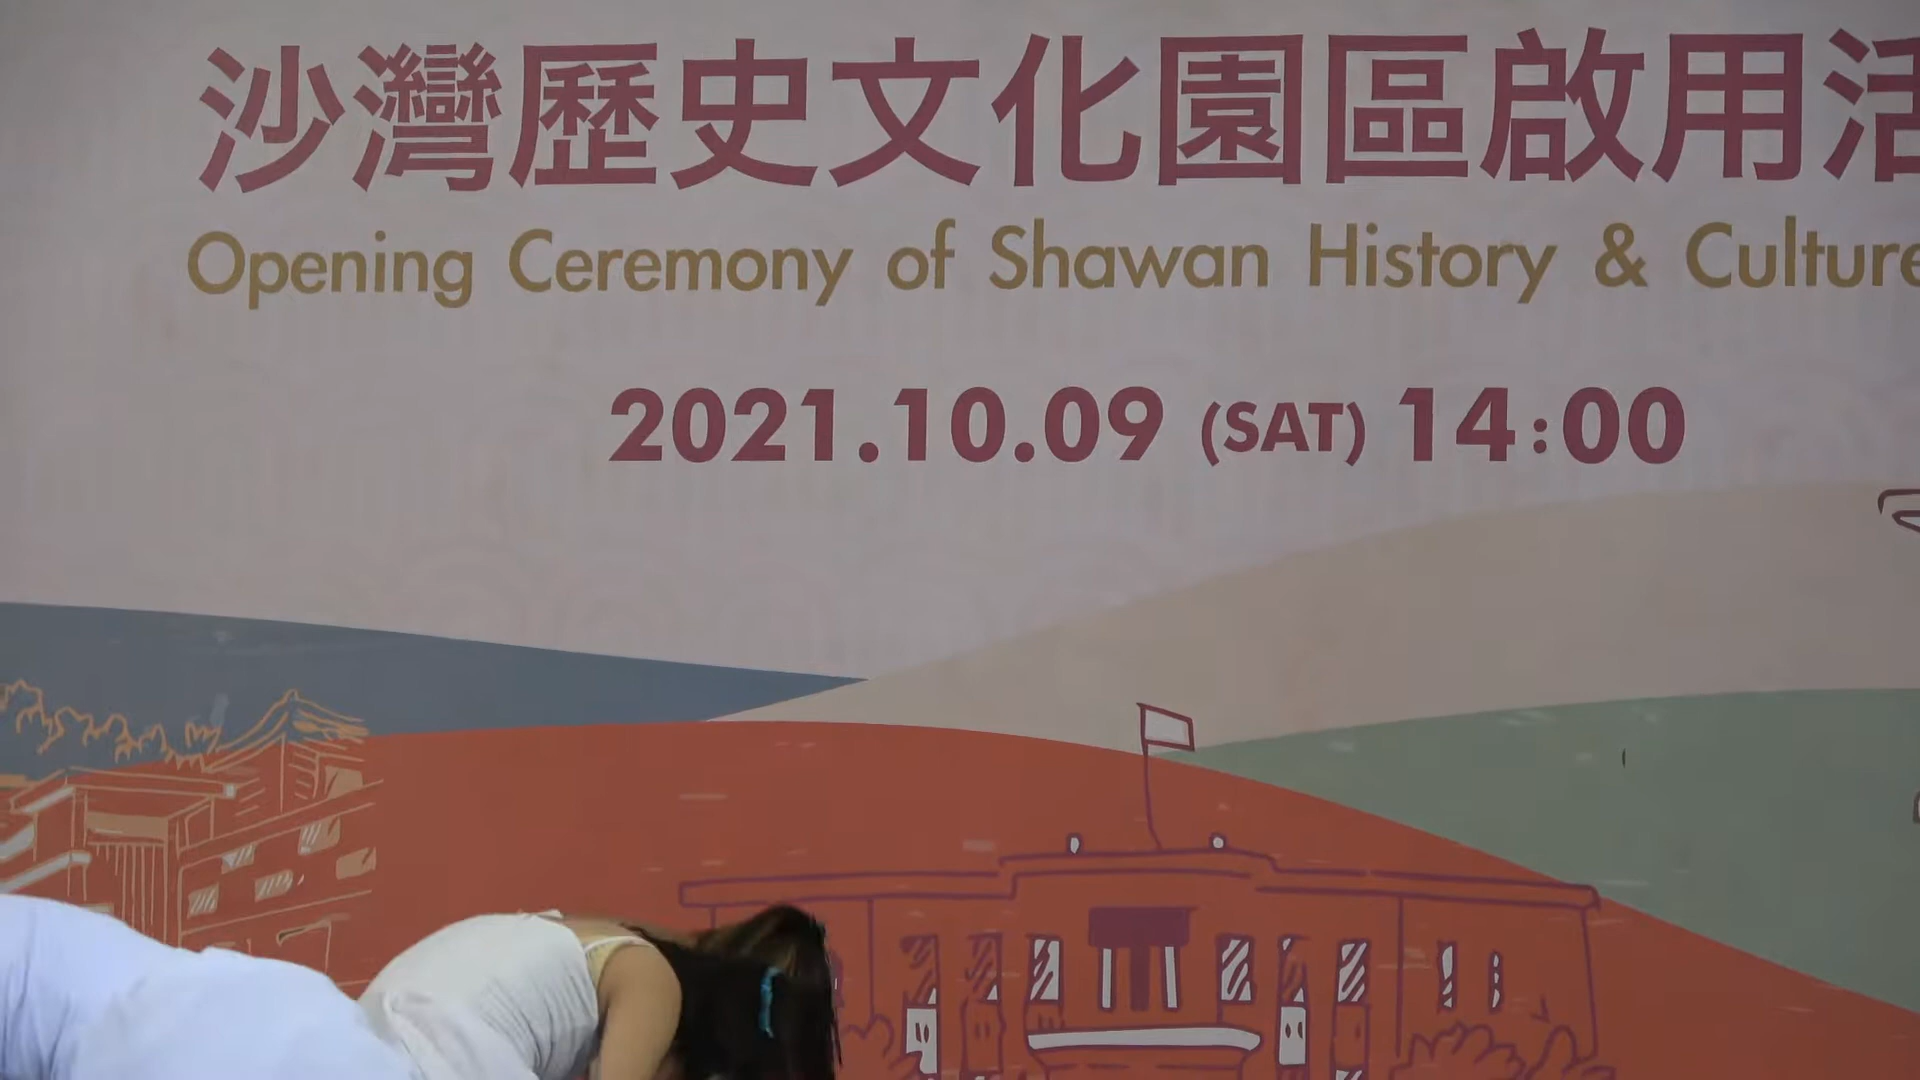 沙灣歷史文化園區啟用活
Opening Ceremony of Shawan History & Culture
2021.10.09 (SAT) 14:00